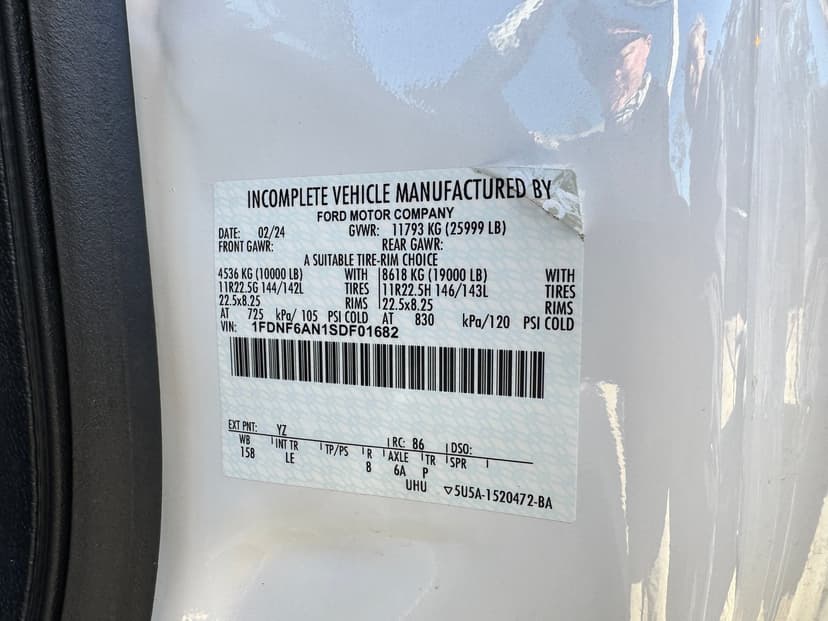 INCOMPLETE VEHICLE MANUFACTURED BY
FORD MOTOR COMPANY
DATE: 02/24 GVWR: 11793 KG (25999 LB)
FRONT GAWR: REAR GAWR:
A SUITABLE TIRE-RIM CHOICE
4536 KG (10000 LB) WITH 8618 KG (19000 LB) WITH
11R22.5G 144/142L TIRES 11R22.5H 146/143L TIRES
22.5x8.25 RIMS 22.5x8.25 RIMS
AT 725 kPa/ 105 PSI COLD AT 830 kPa/120 PSI COLD
VIN: 1FDNF6AN1SDF01682
EXT PNT: YZ RC: 86 DSO:
WB INT TR TP/PS R AXLE TR SPR
158 LE 8 6A P
UHU ▽5U5A-1520472-BA